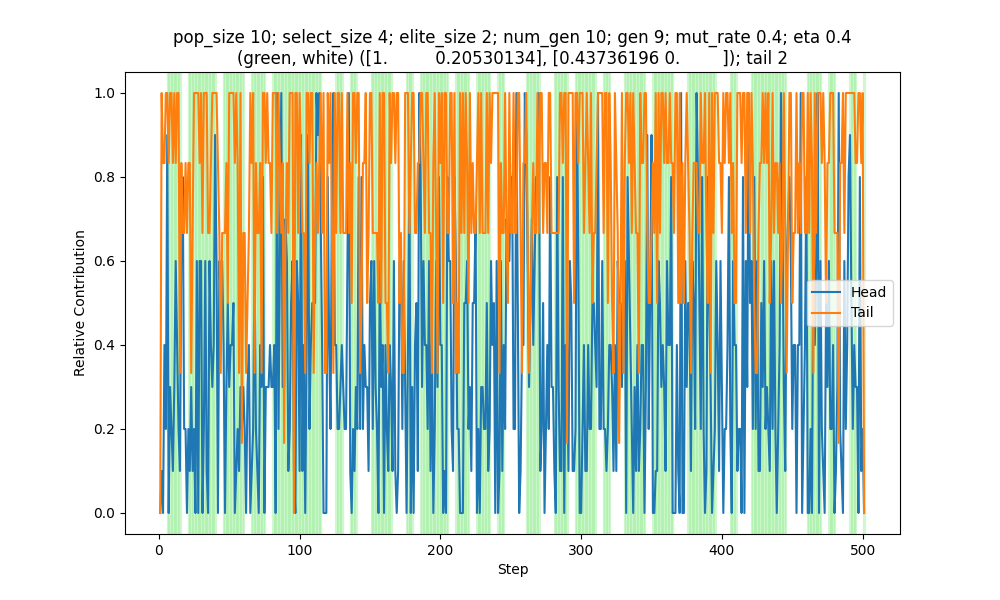 pop_size 10; select_size 4; elite_size 2; num_gen 10; gen 9; mut_rate 0.4; eta 0.4
(green, white) ([1.         0.20530134], [0.43736196 0.        ]); tail 2
1.0
0.8
0.6
0.4
0.2
0.0
Relative Contribution
Head
Tail
0 100 200 300 400 500
Step